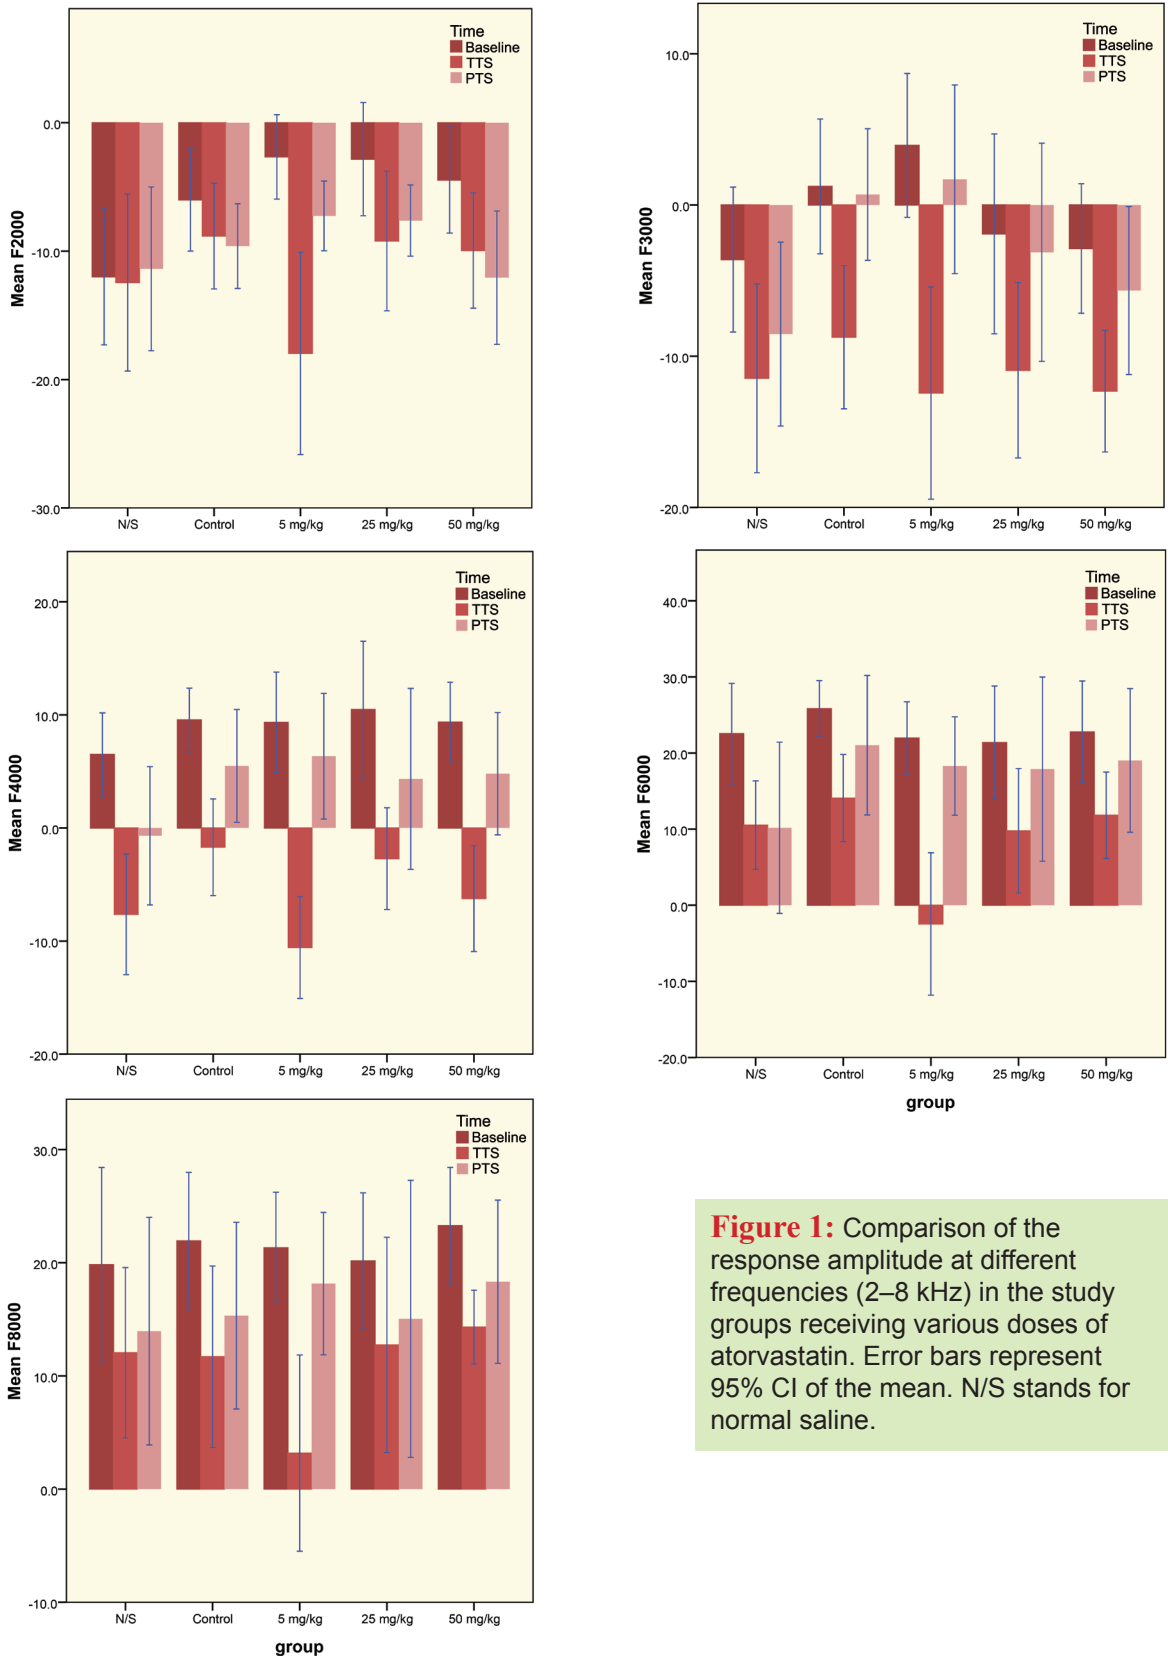 Time
Baseline
TTS
PTS
0.0
-10.0
-20.0
-30.0
Mean F2000
N/S Control 5 mg/kg 25 mg/kg 50 mg/kg
Time
Baseline
TTS
PTS
10.0
0.0
-10.0
-20.0
Mean F3000
N/S Control 5 mg/kg 25 mg/kg 50 mg/kg
Time
Baseline
TTS
PTS
20.0
10.0
0.0
-10.0
-20.0
Mean F4000
N/S Control 5 mg/kg 25 mg/kg 50 mg/kg
Time
Baseline
TTS
PTS
40.0
30.0
20.0
10.0
0.0
-10.0
-20.0
Mean F6000
N/S Control 5 mg/kg 25 mg/kg 50 mg/kg
group
Time
Baseline
TTS
PTS
30.0
20.0
10.0
0.0
-10.0
Mean F8000
N/S Control 5 mg/kg 25 mg/kg 50 mg/kg
group
Figure 1: Comparison of the
response amplitude at different
frequencies (2–8 kHz) in the study
groups receiving various doses of
atorvastatin. Error bars represent
95% CI of the mean. N/S stands for
normal saline.